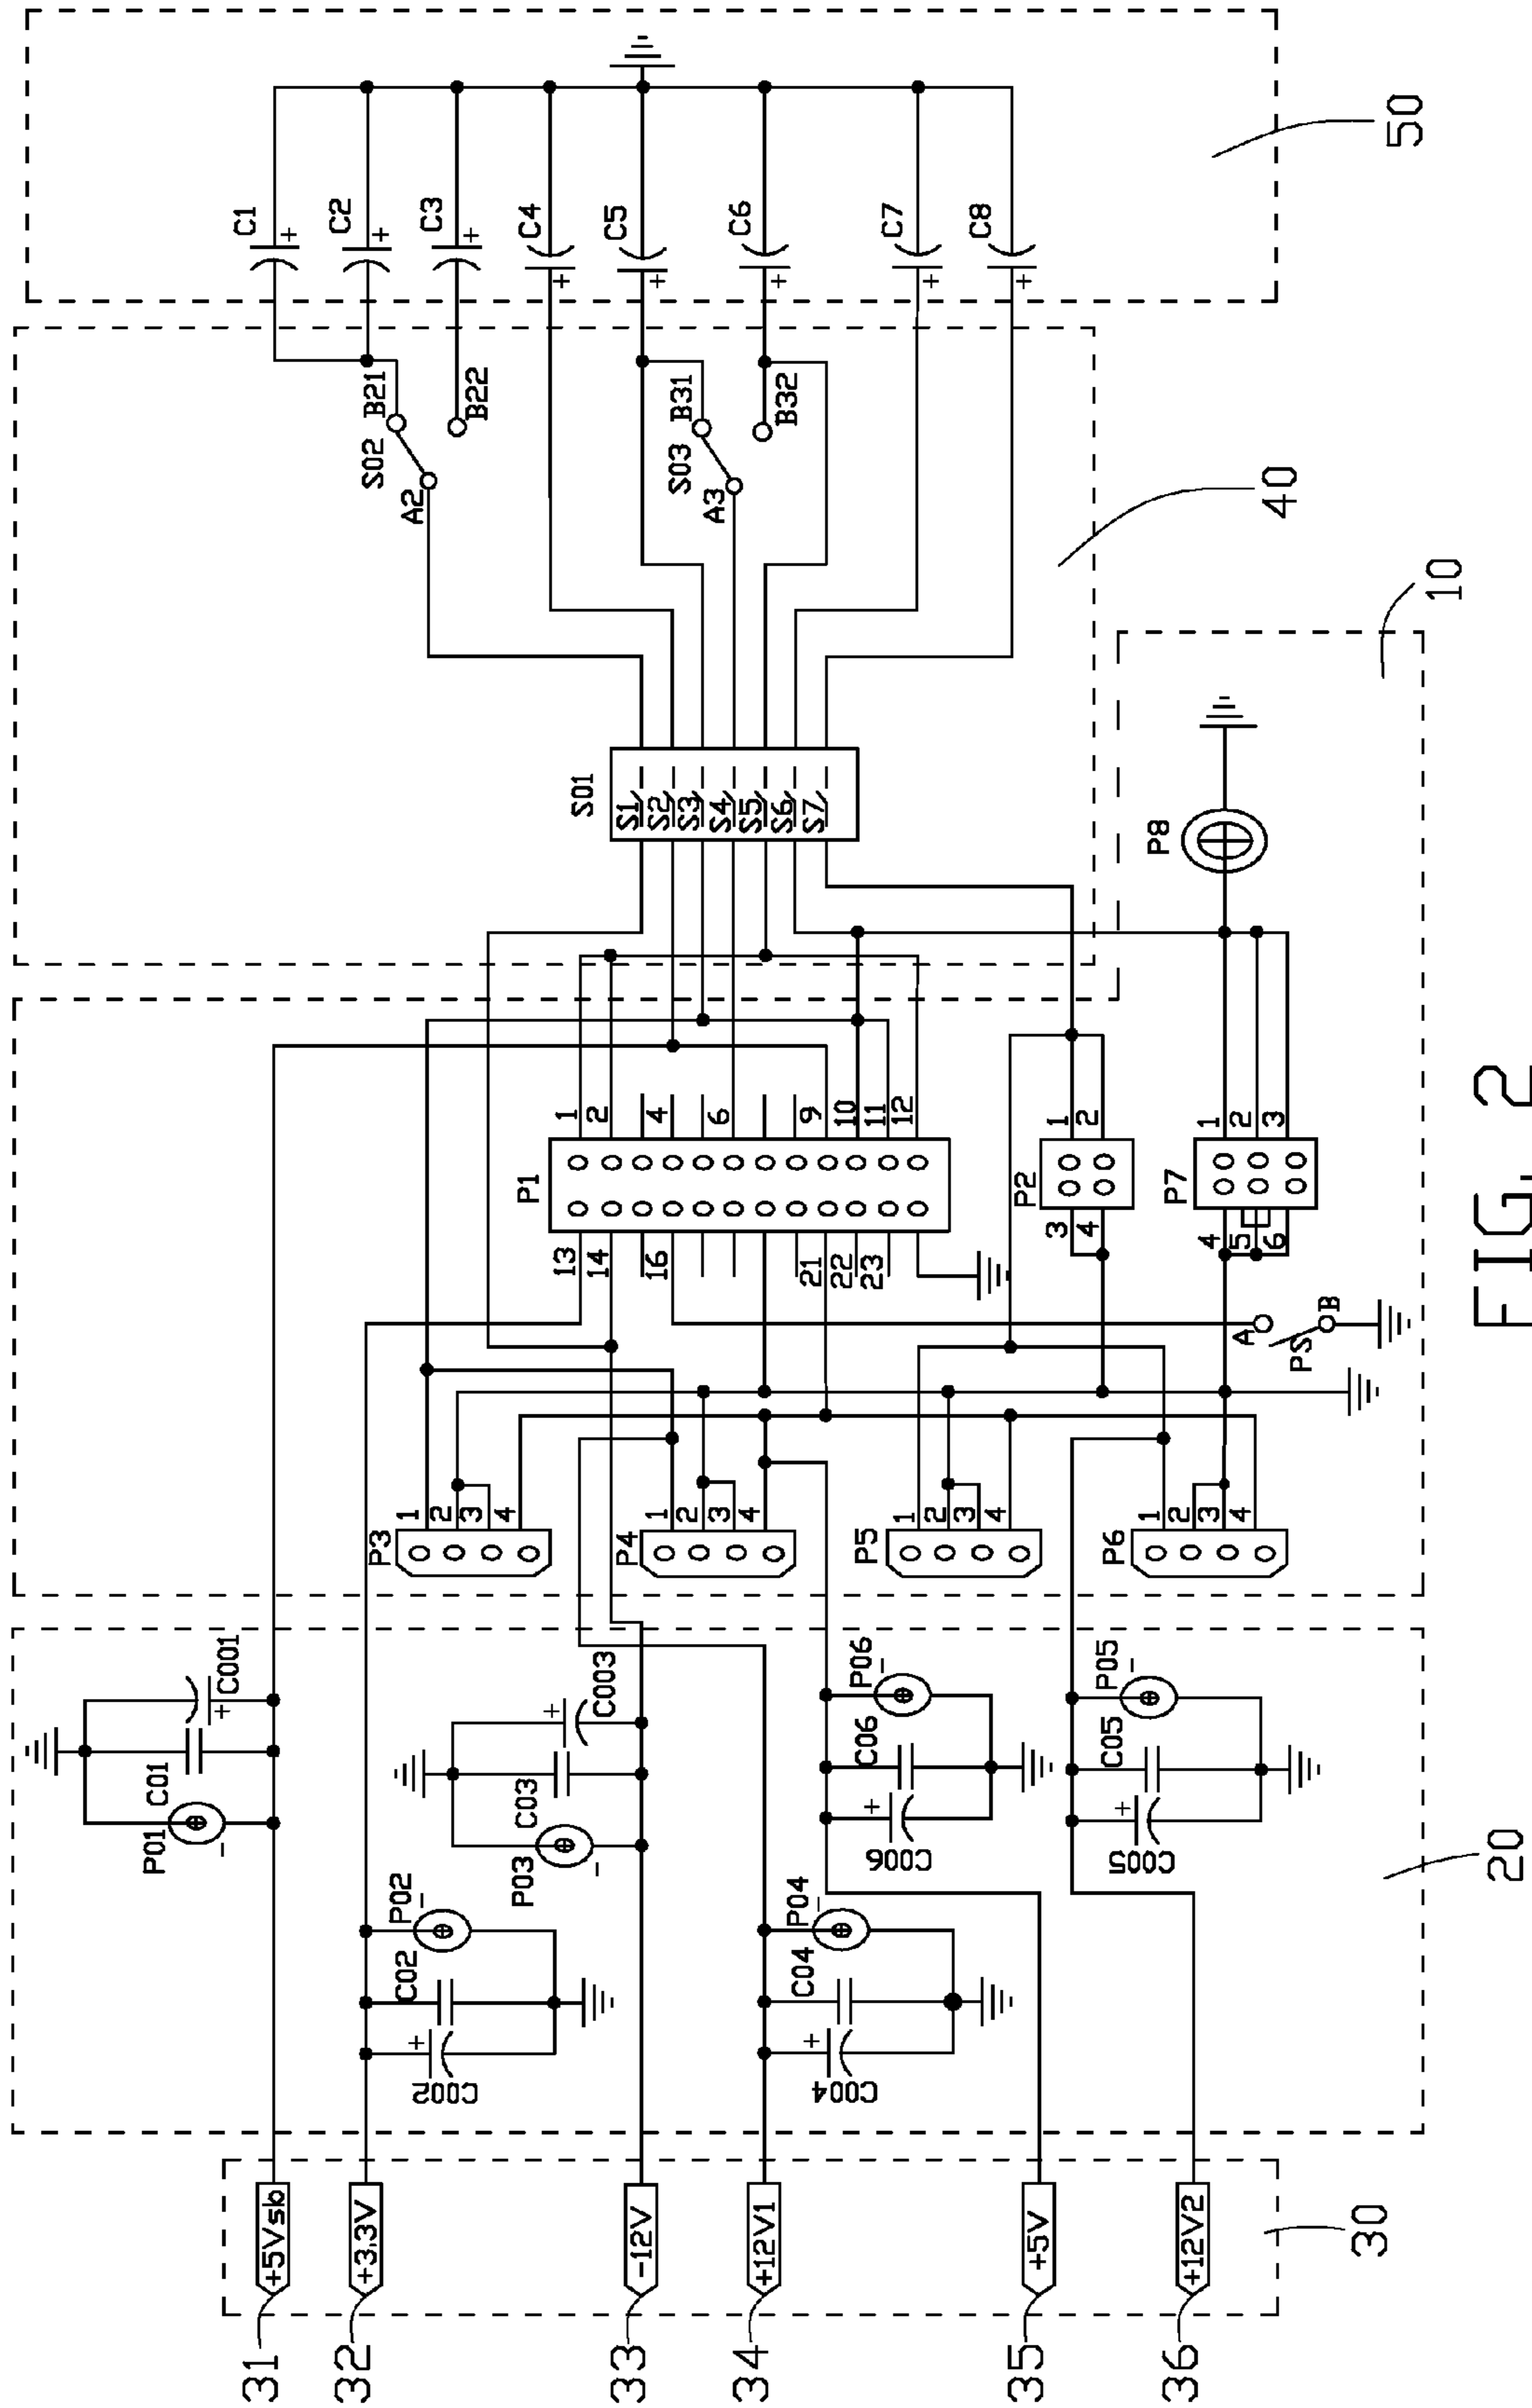 31
+5Vsb
32
+3.3V
33
-12V
34
+12V1
35
+5V
36
+12V2
30
P01
C01
C001
C002
C02
P02
P03
C03
C003
C004
C04
P04
C006
C06
P06
C005
C05
P05
20
P3
1
2
3
4
P4
1
2
3
4
P5
1
2
3
4
P6
1
2
3
4
13
14
16
21
22
23
P1
1
2
4
6
9
10
11
12
P2
3
4
1
2
P7
4
5
6
1
2
3
PS
A
B
P8
10
S01
S1
S2
S3
S4
S5
S6
S7
A2
S02
B21
B22
A3
S03
B31
B32
40
C1
+
C2
+
C3
+
C4
+
C5
+
C6
+
C7
+
C8
+
50
FIG. 2